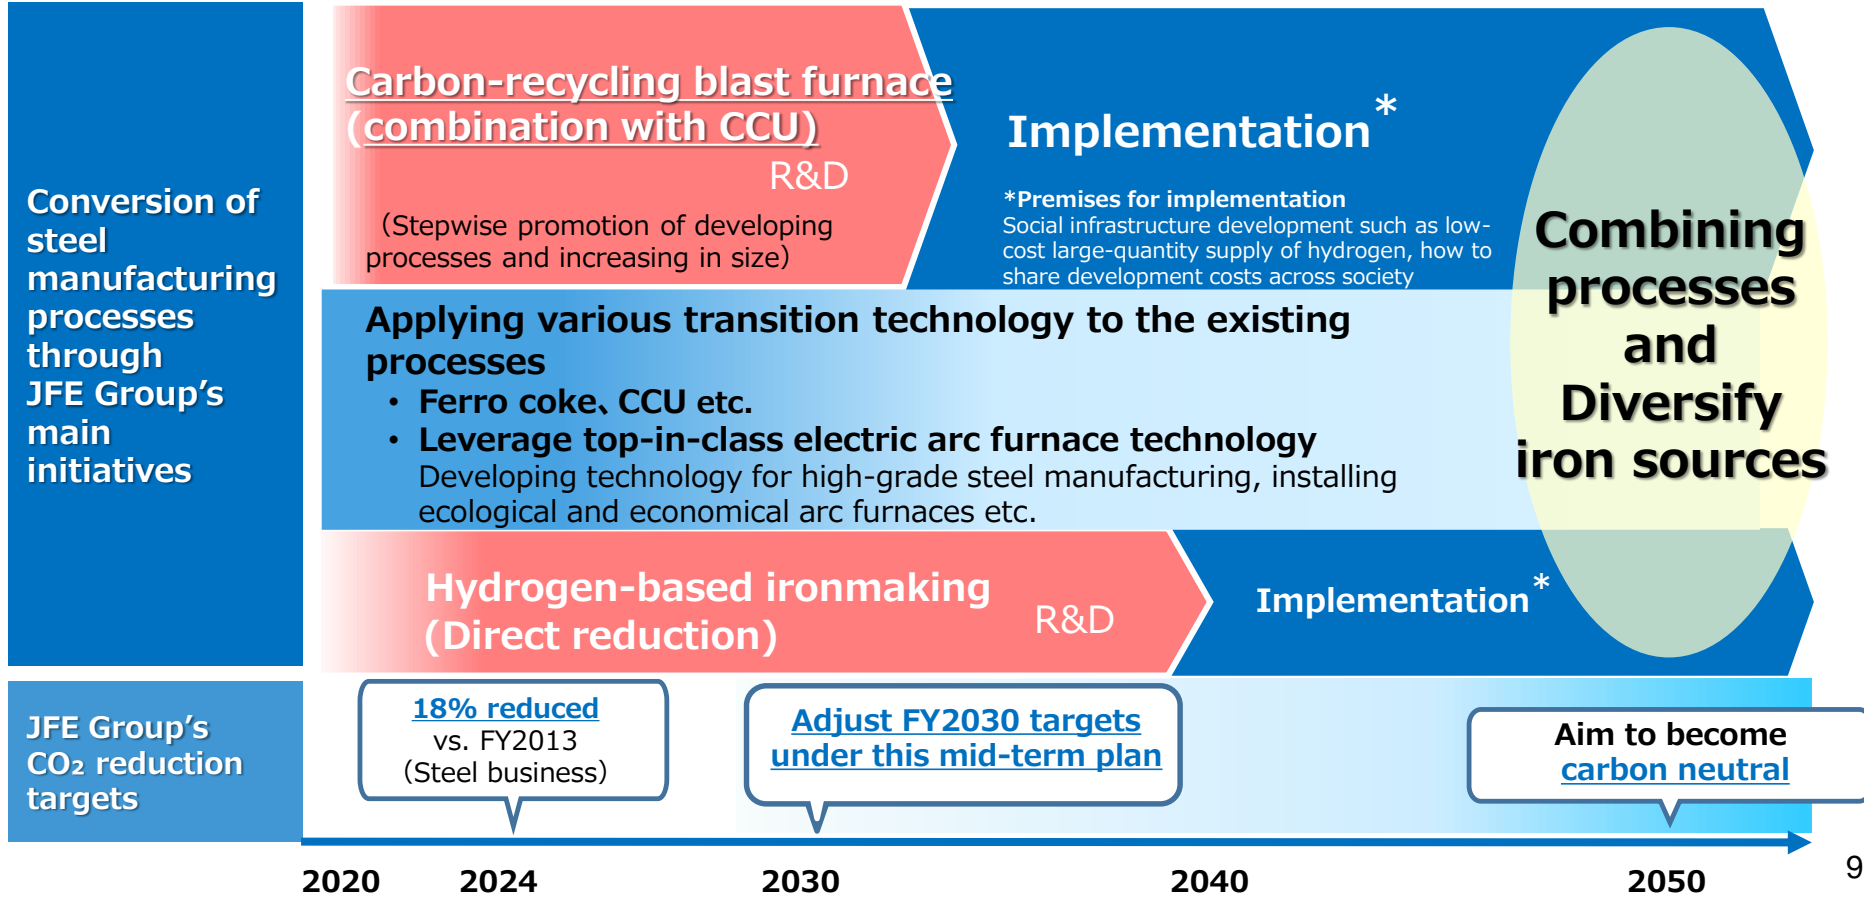 Conversion of
steel
manufacturing
processes
through
JFE Group’s
main
initiatives
Carbon-recycling blast furnace
(combination with CCU)
R&D
（Stepwise promotion of developing
processes and increasing in size）
Implementation*
*Premises for implementation
Social infrastructure development such as low-
cost large-quantity supply of hydrogen, how to
share development costs across society
Applying various transition technology to the existing
processes
• Ferro coke、CCU etc.
• Leverage top-in-class electric arc furnace technology
Developing technology for high-grade steel manufacturing, installing
ecological and economical arc furnaces etc.
Hydrogen-based ironmaking
(Direct reduction)
R&D
Implementation*
Combining
processes
and
Diversify
iron sources
JFE Group’s
CO₂ reduction
targets
18% reduced
vs. FY2013
（Steel business）
Adjust FY2030 targets
under this mid-term plan
Aim to become
carbon neutral
2020 2024 2030 2040 2050
9